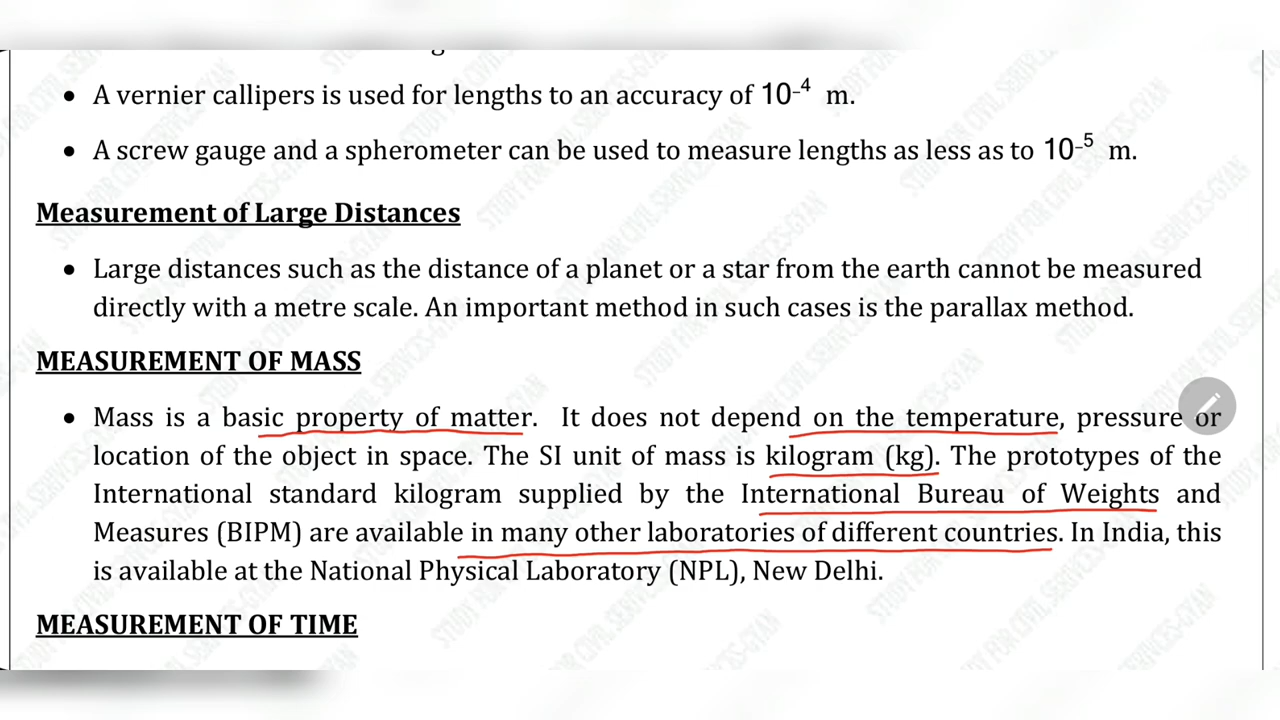 • A vernier callipers is used for lengths to an accuracy of 10⁻⁴ m.
• A screw gauge and a spherometer can be used to measure lengths as less as to 10⁻⁵ m.
Measurement of Large Distances
• Large distances such as the distance of a planet or a star from the earth cannot be measured
directly with a metre scale. An important method in such cases is the parallax method.
MEASUREMENT OF MASS
• Mass is a basic property of matter. It does not depend on the temperature, pressure or
location of the object in space. The SI unit of mass is kilogram (kg). The prototypes of the
International standard kilogram supplied by the International Bureau of Weights and
Measures (BIPM) are available in many other laboratories of different countries. In India, this
is available at the National Physical Laboratory (NPL), New Delhi.
MEASUREMENT OF TIME